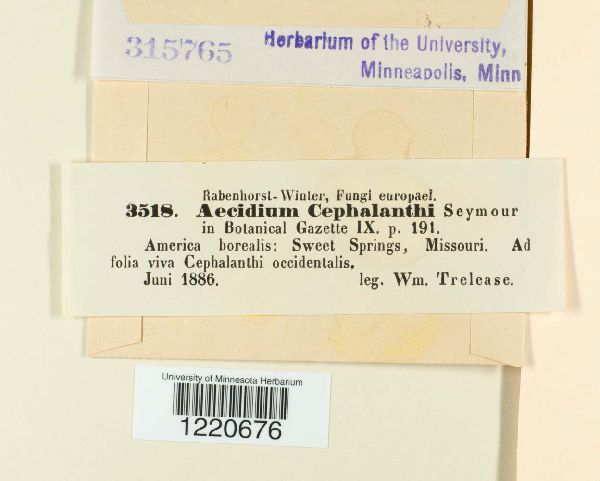 315765
Herbarium of the University,
Minneapolis, Minn
Rabenhorst-Winter, Fungi europaei.
3518. Aecidium Cephalanthi Seymour
in Botanical Gazette IX. p. 191.
America borealis: Sweet Springs, Missouri. Ad
folia viva Cephalanthi occidentalis.
Juni 1886. leg. Wm. Trelease.
University of Minnesota Herbarium
1220676